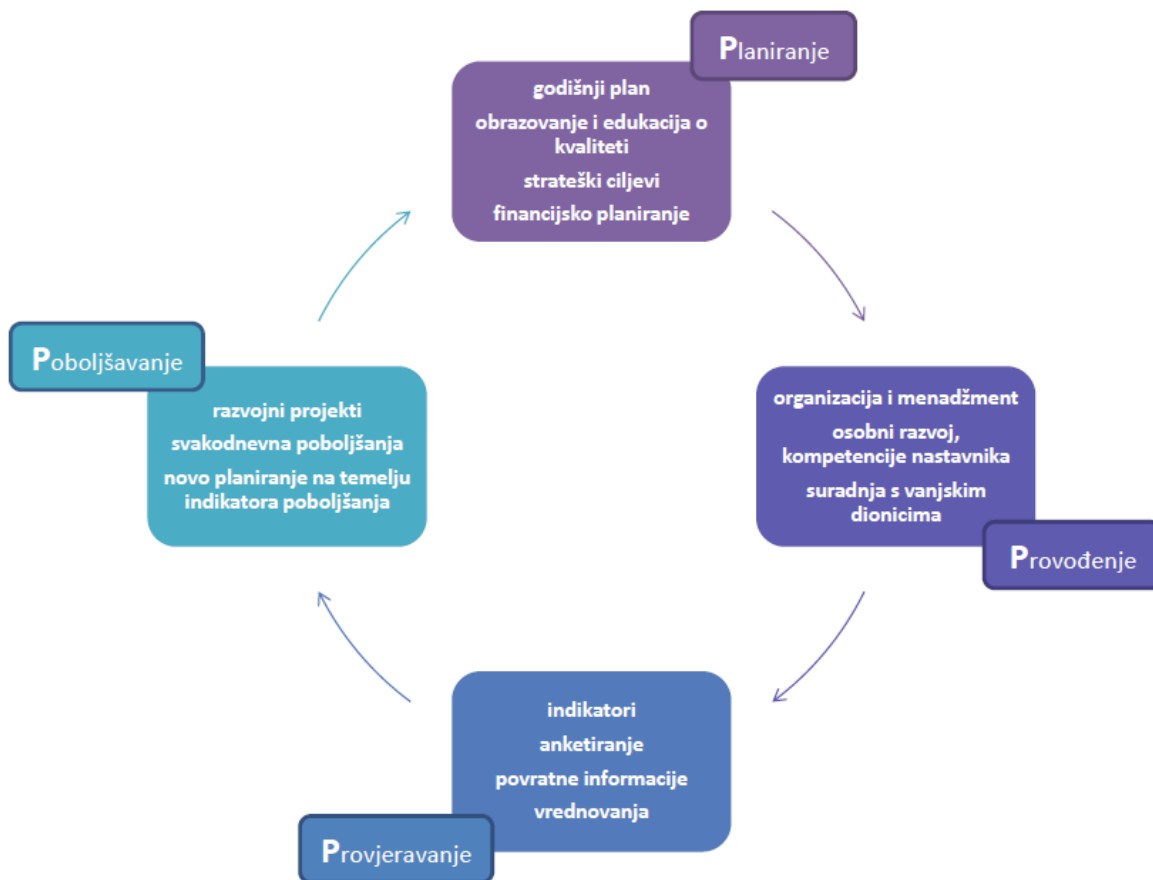 Planiranje
godišnji plan
obrazovanje i edukacija o
kvaliteti
strateški ciljevi
financijsko planiranje
organizacija i menadžment
osobni razvoj,
kompetencije nastavnika
suradnja s vanjskim
dionicima
Provođenje
indikatori
anketiranje
povratne informacije
vrednovanja
Provjeravanje
Poboljšavanje
razvojni projekti
svakodnevna poboljšanja
novo planiranje na temelju
indikatora poboljšanja